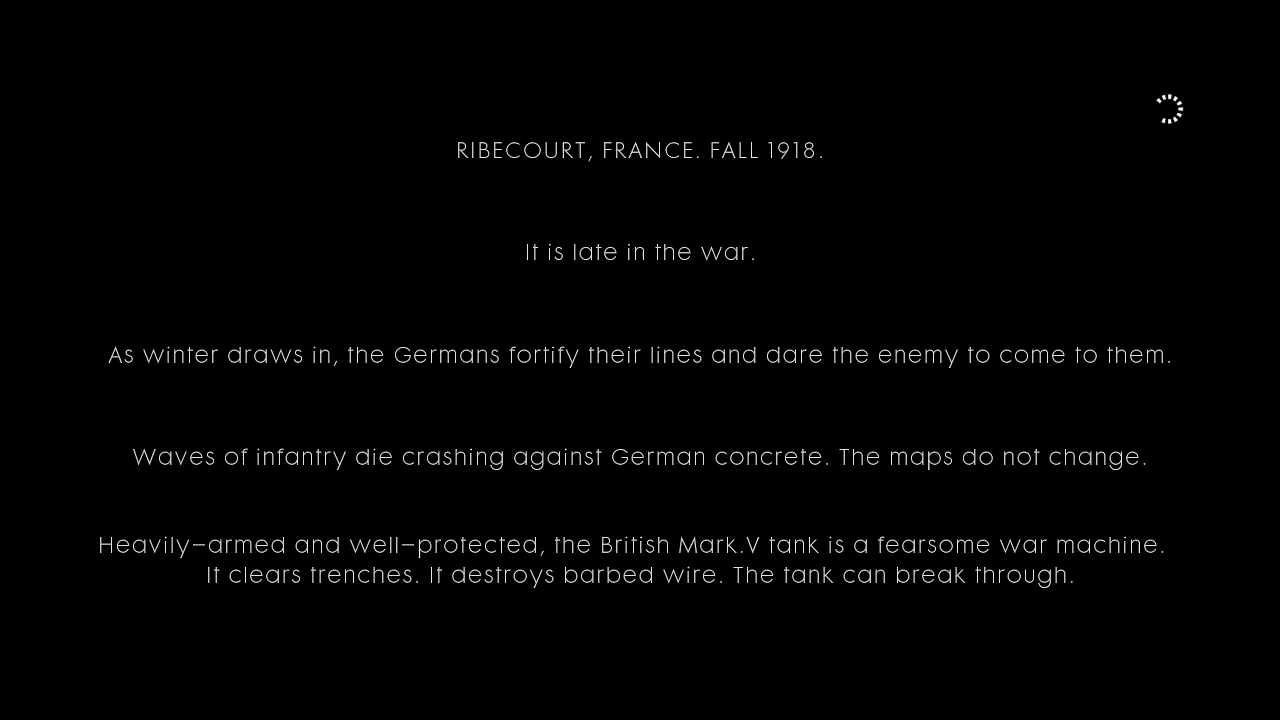 RIBECOURT, FRANCE. FALL 1918.
It is late in the war.
As winter draws in, the Germans fortify their lines and dare the enemy to come to them.
Waves of infantry die crashing against German concrete. The maps do not change.
Heavily–armed and well–protected, the British Mark.V tank is a fearsome war machine.
It clears trenches. It destroys barbed wire. The tank can break through.